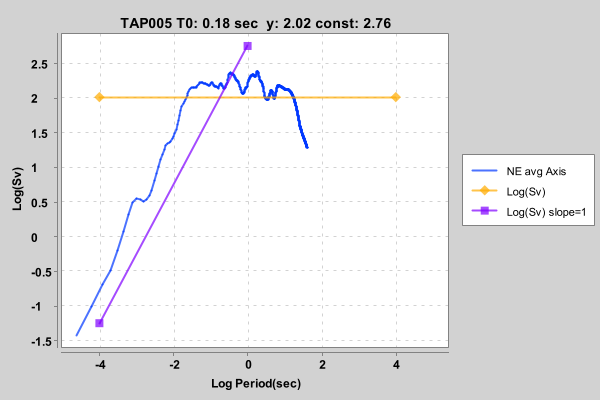 TAP005 T0: 0.18 sec  y: 2.02 const: 2.76
2.5
2
1.5
1
0.5
0
-0.5
-1
-1.5
Log(Sv)
-4 -2 0 2 4
Log Period(sec)
NE avg Axis
Log(Sv)
Log(Sv) slope=1